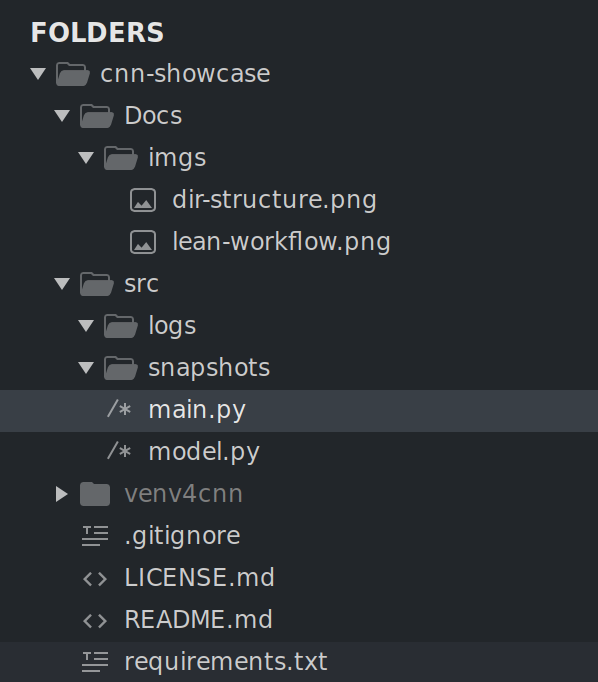 FOLDERS
cnn-showcase
Docs
imgs
dir-structure.png
lean-workflow.png
src
logs
snapshots
/* main.py
/* model.py
venv4cnn
.gitignore
<> LICENSE.md
<> README.md
requirements.txt